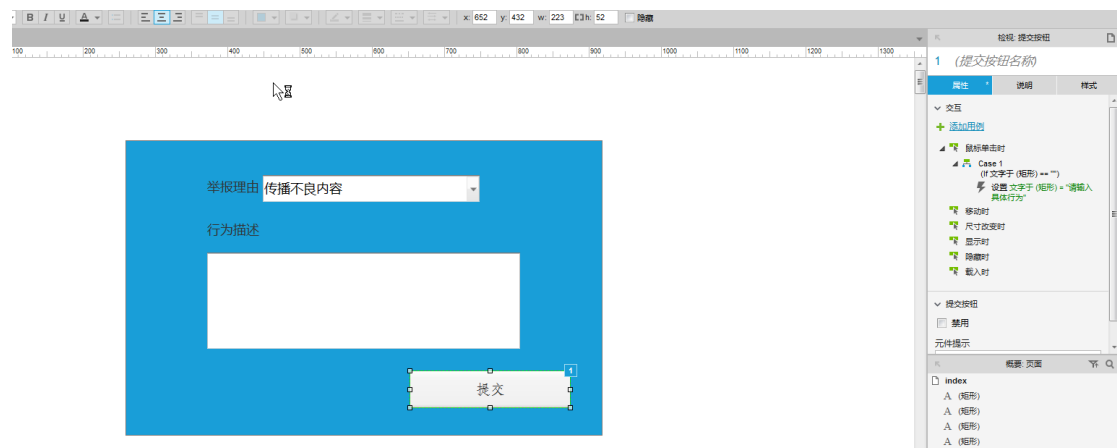 B I U A x: 652 y: 432 w: 223 h: 52 隐藏
检视: 提交按钮
100 200 300 400 500 600 700 800 900 1000 1100 1200 1300
1 (提交按钮名称)
属性 说明 样式
交互
添加用例
鼠标单击时
Case 1
(If 文字于 (矩形) == "")
设置 文字于 (矩形) = "请输入
具体行为"
移动时
尺寸改变时
显示时
隐藏时
载入时
提交按钮
禁用
元件提示
概要: 页面
index
A (矩形)
A (矩形)
A (矩形)
A (矩形)
举报理由 传播不良内容
行为描述
1
提交